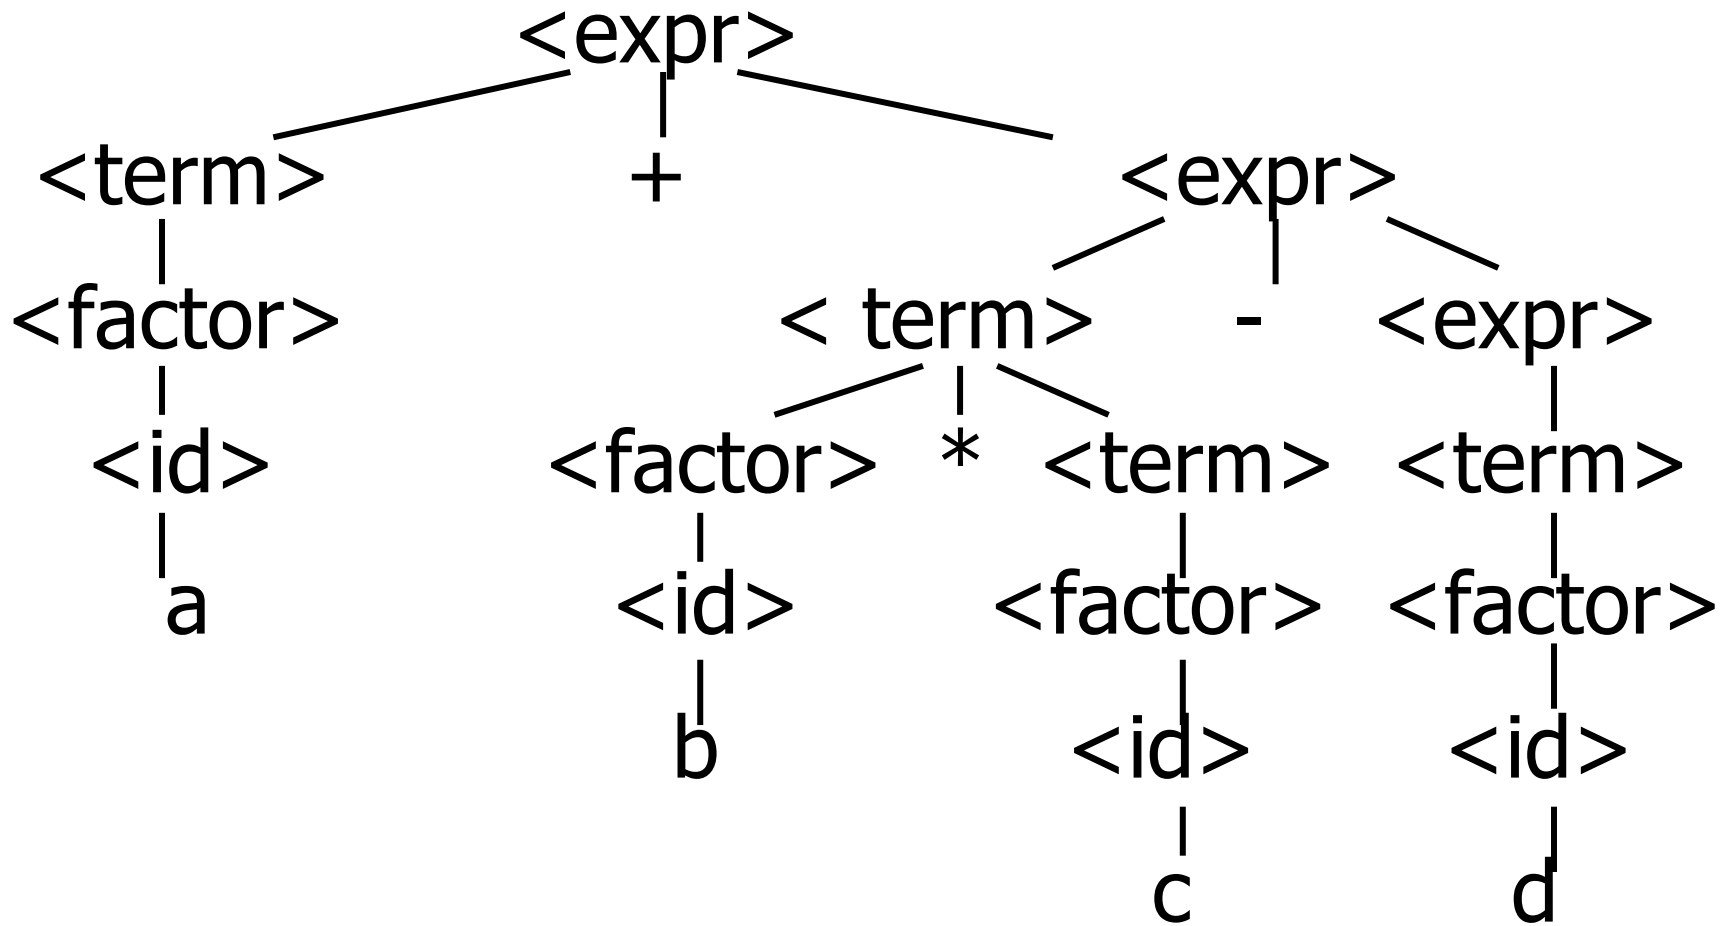 <expr>
<term> + <expr>
<factor> < term> - <expr>
<id> <factor> * <term> <term>
a <id> <factor> <factor>
b <id> <id>
c d